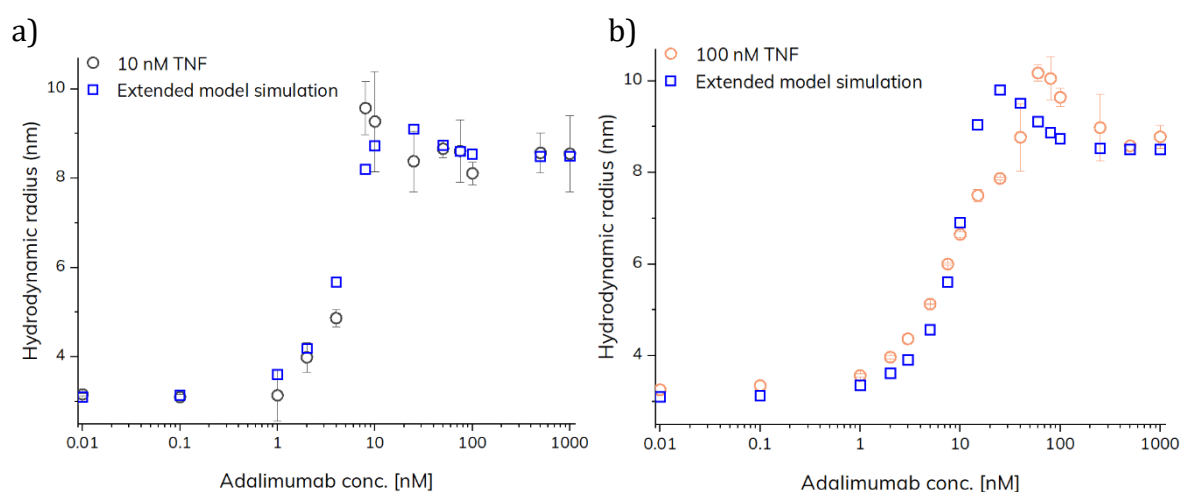 a)
10 nM TNF
Extended model simulation
Hydrodynamic radius (nm)
10
8
6
4
0.01 0.1 1 10 100 1000
Adalimumab conc. [nM]
b)
100 nM TNF
Extended model simulation
Hydrodynamic radius (nm)
10
8
6
4
0.01 0.1 1 10 100 1000
Adalimumab conc. [nM]